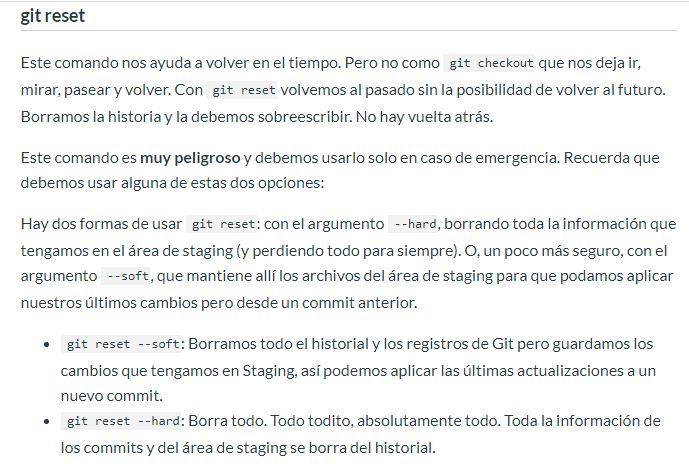 git reset
Este comando nos ayuda a volver en el tiempo. Pero no como git checkout que nos deja ir,
mirar, pasear y volver. Con git reset volvemos al pasado sin la posibilidad de volver al futuro.
Borramos la historia y la debemos sobreescribir. No hay vuelta atrás.
Este comando es muy peligroso y debemos usarlo solo en caso de emergencia. Recuerda que
debemos usar alguna de estas dos opciones:
Hay dos formas de usar git reset: con el argumento --hard, borrando toda la información que
tengamos en el área de staging (y perdiendo todo para siempre). O, un poco más seguro, con el
argumento --soft, que mantiene allí los archivos del área de staging para que podamos aplicar
nuestros últimos cambios pero desde un commit anterior.
• git reset --soft: Borramos todo el historial y los registros de Git pero guardamos los
cambios que tengamos en Staging, así podemos aplicar las últimas actualizaciones a un
nuevo commit.
• git reset --hard: Borra todo. Todo todito, absolutamente todo. Toda la información de
los commits y del área de staging se borra del historial.